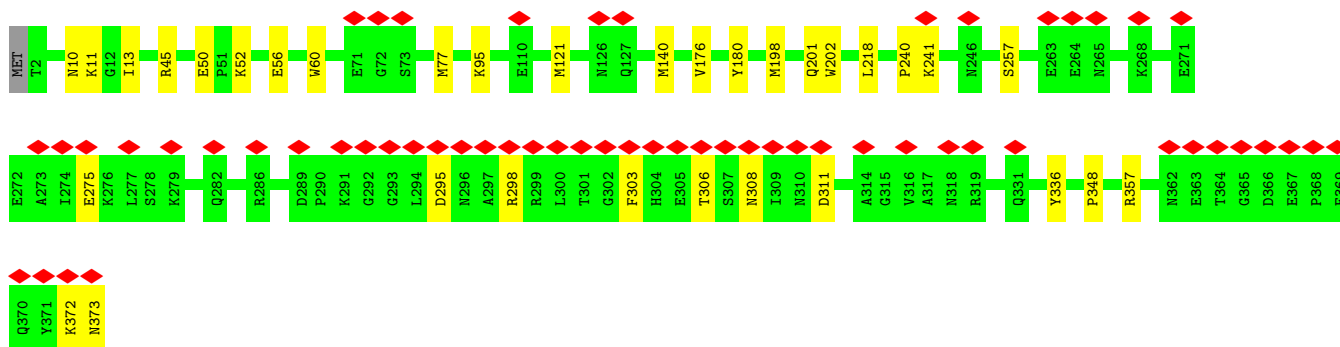 MET T2 N10 K11 G12 I13 R45 E50 P51 K52 E56 W60 E71 G72 S73 M77 K95 E110 M121 N126 Q127 M140 V176 Y180 M198 Q201 W202 L218 P240 K241 N246 S257 E263 E264 N265 K268 E271
E272 A273 I274 E275 K276 L277 S278 K279 Q282 R286 D289 P290 K291 G292 G293 L294 D295 N296 A297 R298 R299 L300 T301 G302 F303 H304 E305 T306 S307 N308 I309 N310 D311 A314 G315 V316 A317 N318 R319 Q331 Y336 P348 R357 N362 E363 T364 G365 D366 E367 P368
Q370 Y371 K372 N373